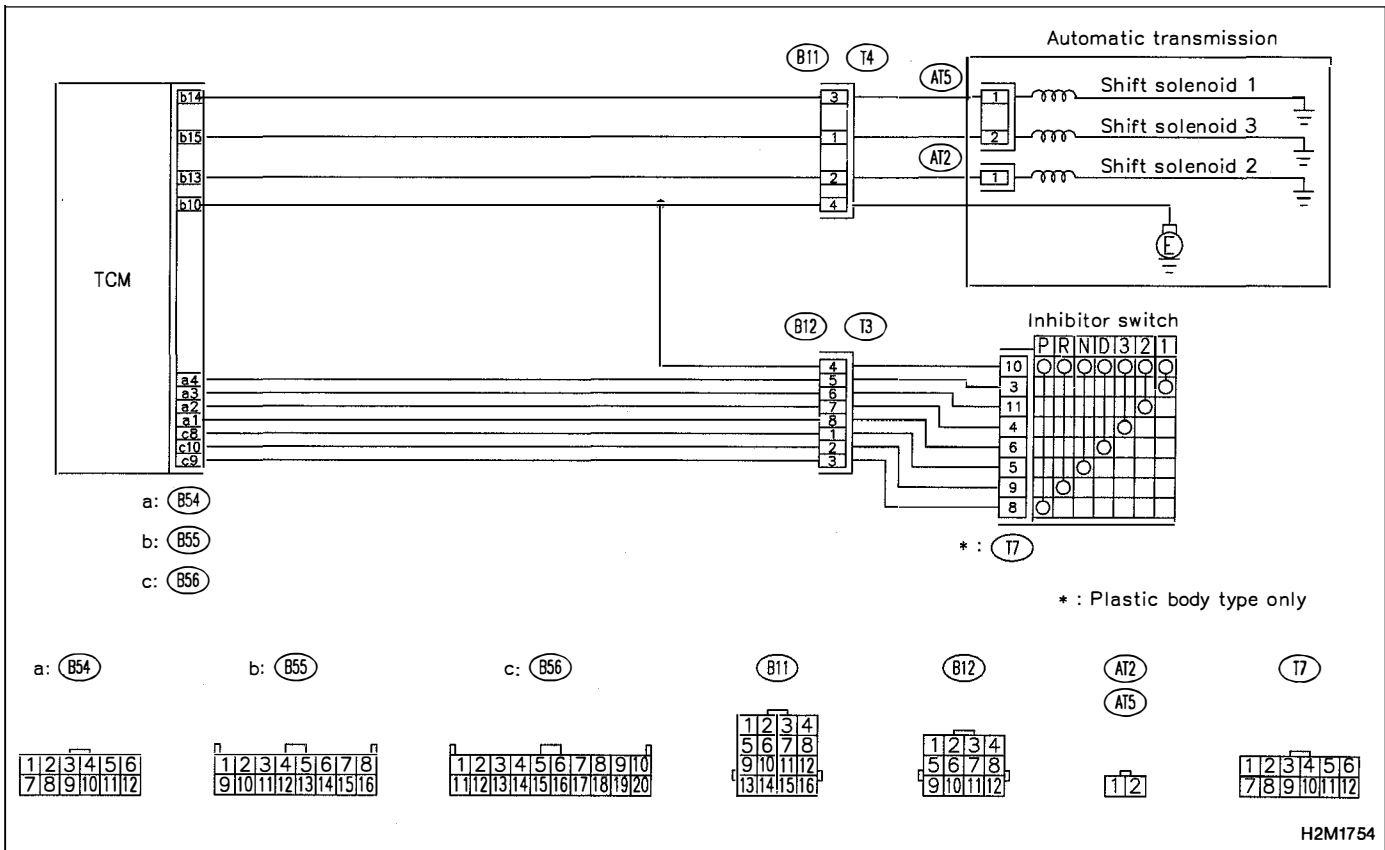 Automatic transmission
B11 T4
AT5
b14 3 1 Shift solenoid 1
b15 1 2 Shift solenoid 3
AT2
b13 2 1 Shift solenoid 2
b10 4
E
TCM
B12 T3
Inhibitor switch
P R N D 3 2 1
4 10
a4 5 3
a3 6 11
a2 7 4
a1 8 6
c8 1 5
c10 2 9
c9 3 8
a: B54
b: B55
c: B56
* : T7
* : Plastic body type only
a: B54 b: B55 c: B56 B11 B12 AT2 T7
AT5
1 2 3 4 5 6
7 8 9 10 11 12
1 2 3 4 5 6 7 8
9 10 11 12 13 14 15 16
1 2 3 4 5 6 7 8 9 10
11 12 13 14 15 16 17 18 19 20
1 2 3 4
5 6 7 8
9 10 11 12
13 14 15 16
1 2 3 4
5 6 7 8
9 10 11 12
1 2
1 2 3 4 5 6
7 8 9 10 11 12
H2M1754